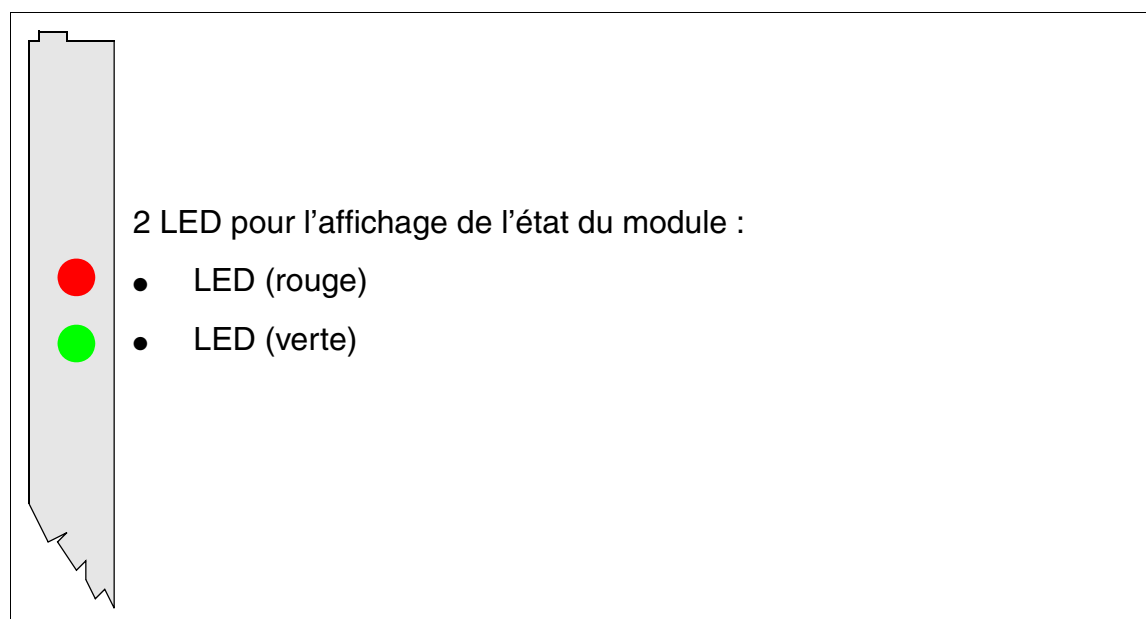 2 LED pour l’affichage de l’état du module :
● LED (rouge)
● LED (verte)